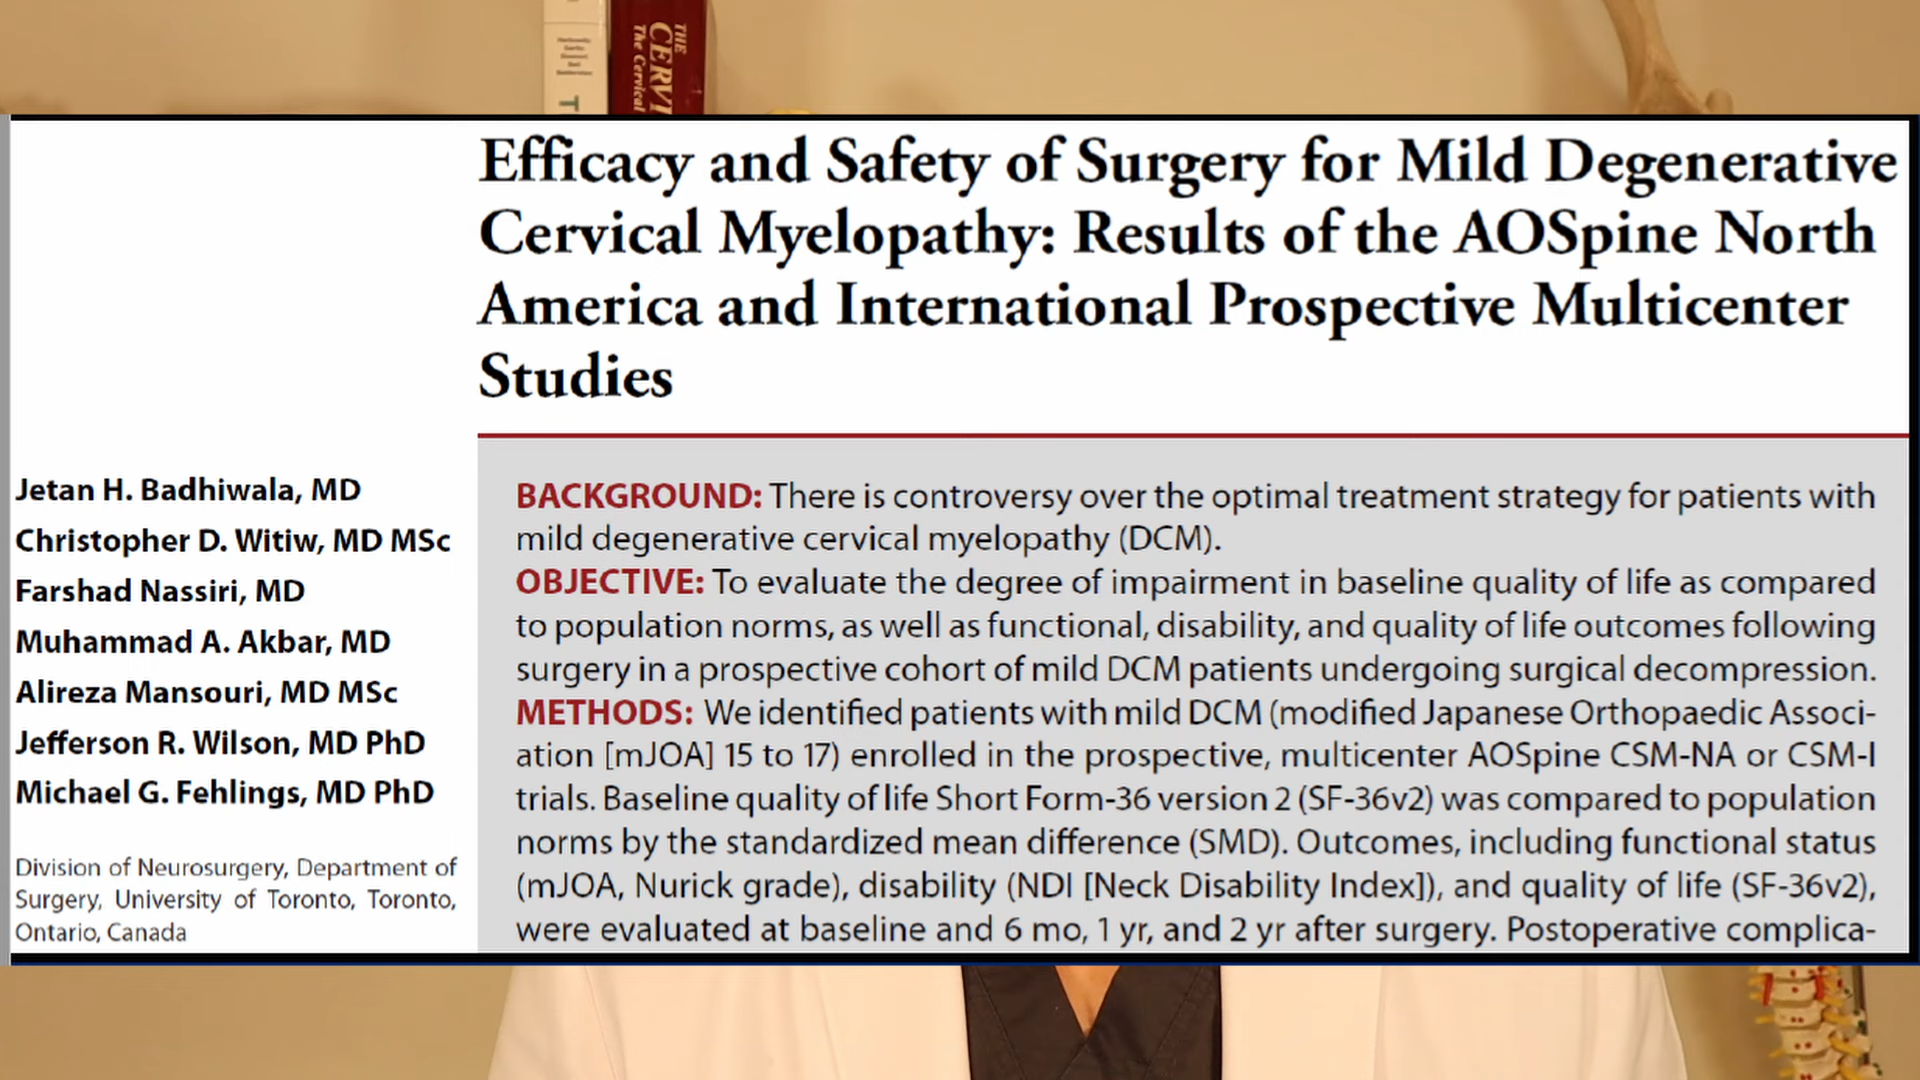 THE
CERVI
The Cervical
T
Efficacy and Safety of Surgery for Mild Degenerative
Cervical Myelopathy: Results of the AOSpine North
America and International Prospective Multicenter
Studies
Jetan H. Badhiwala, MD
Christopher D. Witiw, MD MSc
Farshad Nassiri, MD
Muhammad A. Akbar, MD
Alireza Mansouri, MD MSc
Jefferson R. Wilson, MD PhD
Michael G. Fehlings, MD PhD
Division of Neurosurgery, Department of
Surgery, University of Toronto, Toronto,
Ontario, Canada
BACKGROUND: There is controversy over the optimal treatment strategy for patients with
mild degenerative cervical myelopathy (DCM).
OBJECTIVE: To evaluate the degree of impairment in baseline quality of life as compared
to population norms, as well as functional, disability, and quality of life outcomes following
surgery in a prospective cohort of mild DCM patients undergoing surgical decompression.
METHODS: We identified patients with mild DCM (modified Japanese Orthopaedic Associ-
ation [mJOA] 15 to 17) enrolled in the prospective, multicenter AOSpine CSM-NA or CSM-I
trials. Baseline quality of life Short Form-36 version 2 (SF-36v2) was compared to population
norms by the standardized mean difference (SMD). Outcomes, including functional status
(mJOA, Nurick grade), disability (NDI [Neck Disability Index]), and quality of life (SF-36v2),
were evaluated at baseline and 6 mo, 1 yr, and 2 yr after surgery. Postoperative complica-